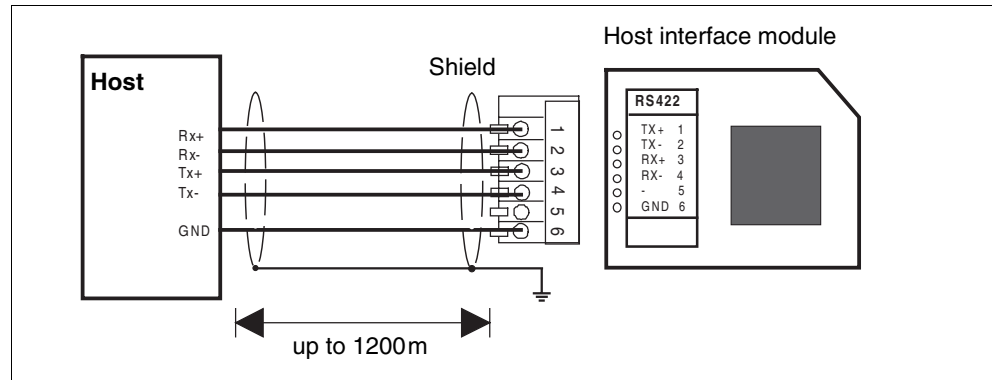 Host interface module
Shield
Host
Rx+
Rx-
Tx+
Tx-
GND
1
2
3
4
5
6
RS422
TX+ 1
TX- 2
RX+ 3
RX- 4
- 5
GND 6
up to 1200m